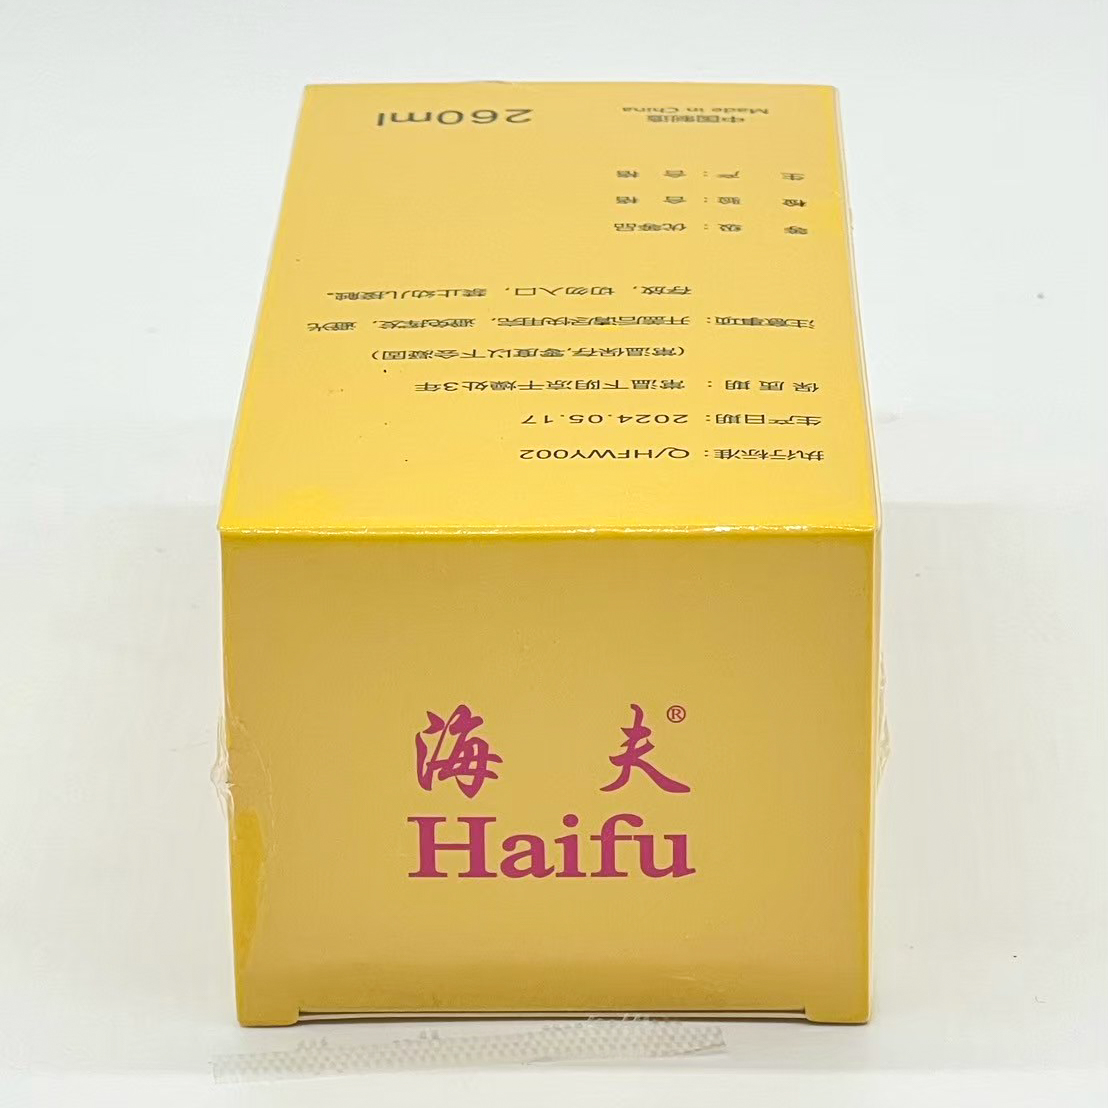 执行标准：Q/HFWY002
生产日期：2024.05.17
保质期：常温下阴凉干燥处3年
(常温保存,零度以下会凝固)
注意事项：开盖后请尽快用完，避免挥发，避光
存放，切勿入口，禁止幼儿接触。
等级：优等品
检验：合格
生产：合格
中国制造
Made in China
260ml
海夫®
Haifu